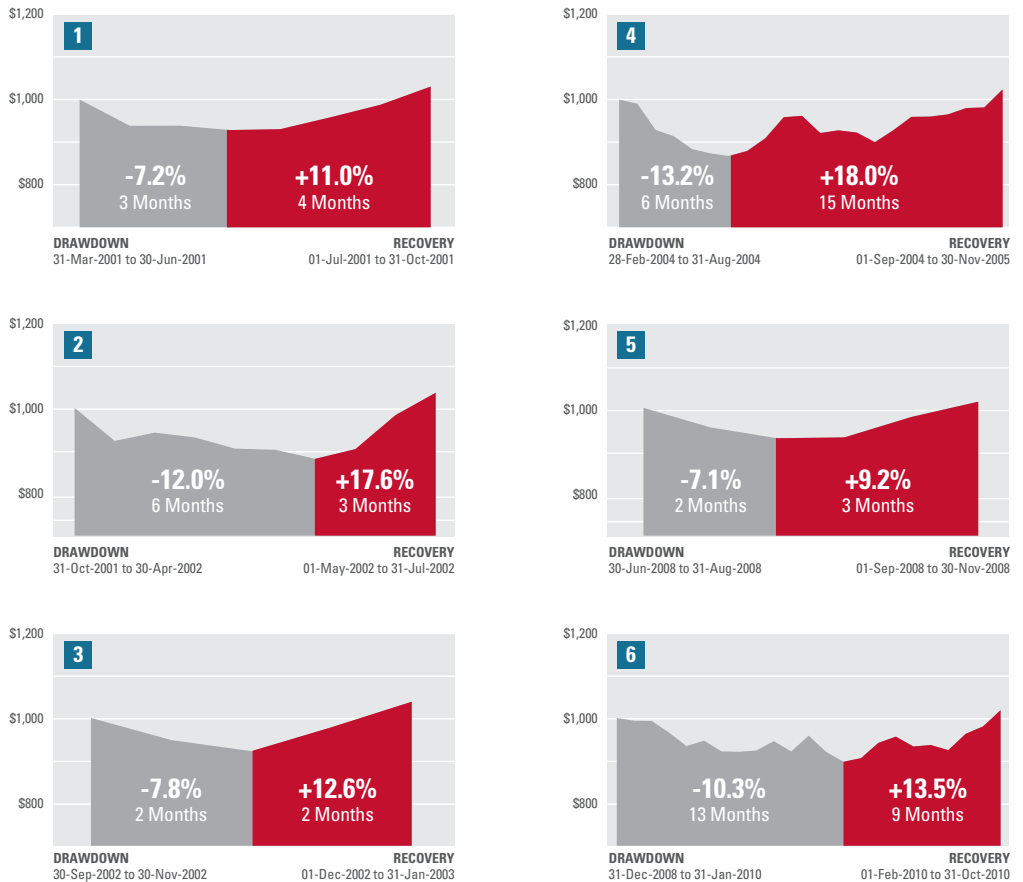 $1,200
1
$1,000
$800
-7.2%
3 Months
+11.0%
4 Months
DRAWDOWN
31-Mar-2001 to 30-Jun-2001
RECOVERY
01-Jul-2001 to 31-Oct-2001
$1,200
2
$1,000
$800
-12.0%
6 Months
+17.6%
3 Months
DRAWDOWN
31-Oct-2001 to 30-Apr-2002
RECOVERY
01-May-2002 to 31-Jul-2002
$1,200
3
$1,000
$800
-7.8%
2 Months
+12.6%
2 Months
DRAWDOWN
30-Sep-2002 to 30-Nov-2002
RECOVERY
01-Dec-2002 to 31-Jan-2003
$1,200
4
$1,000
$800
-13.2%
6 Months
+18.0%
15 Months
DRAWDOWN
28-Feb-2004 to 31-Aug-2004
RECOVERY
01-Sep-2004 to 30-Nov-2005
$1,200
5
$1,000
$800
-7.1%
2 Months
+9.2%
3 Months
DRAWDOWN
30-Jun-2008 to 31-Aug-2008
RECOVERY
01-Sep-2008 to 30-Nov-2008
$1,200
6
$1,000
$800
-10.3%
13 Months
+13.5%
9 Months
DRAWDOWN
31-Dec-2008 to 31-Jan-2010
RECOVERY
01-Feb-2010 to 31-Oct-2010